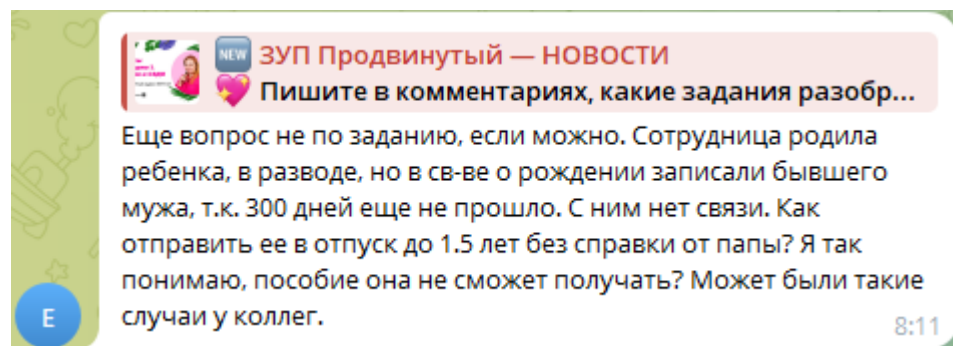 NEW ЗУП Продвинутый — НОВОСТИ
Пишите в комментариях, какие задания разобр...
Еще вопрос не по заданию, если можно. Сотрудница родила
ребенка, в разводе, но в св-ве о рождении записали бывшего
мужа, т.к. 300 дней еще не прошло. С ним нет связи. Как
отправить ее в отпуск до 1.5 лет без справки от папы? Я так
понимаю, пособие она не сможет получать? Может были такие
случаи у коллег.
8:11
Е